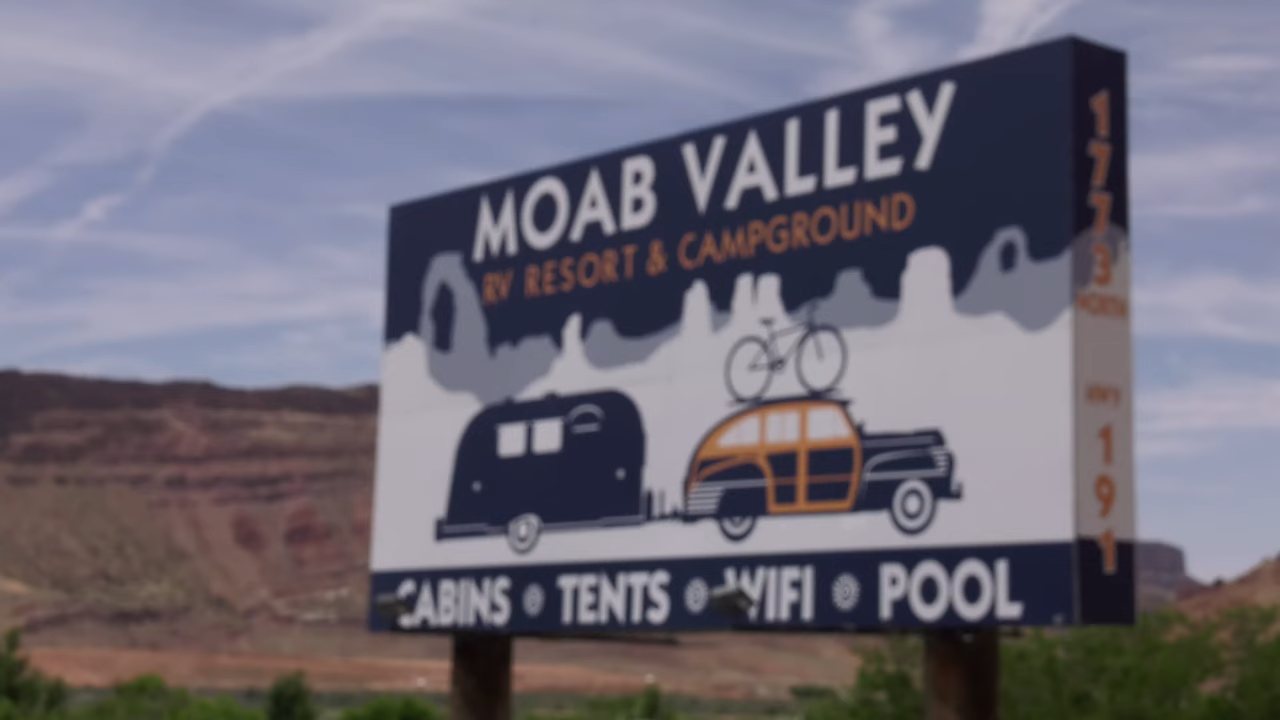 MOAB VALLEY
RV RESORT & CAMPGROUND
CABINS TENTS WIFI POOL
1773
NORTH
HWY
191